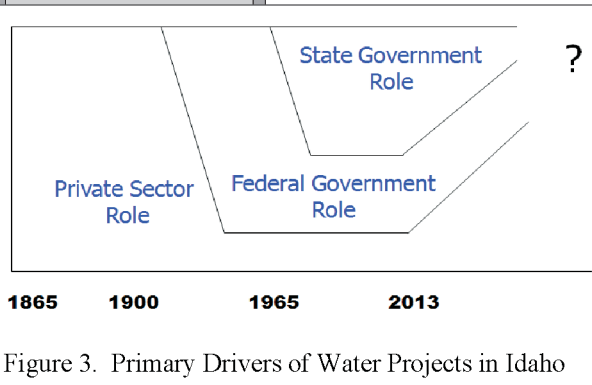 State Government
Role
?
Private Sector
Role
Federal Government
Role
1865 1900 1965 2013
Figure 3. Primary Drivers of Water Projects in Idaho